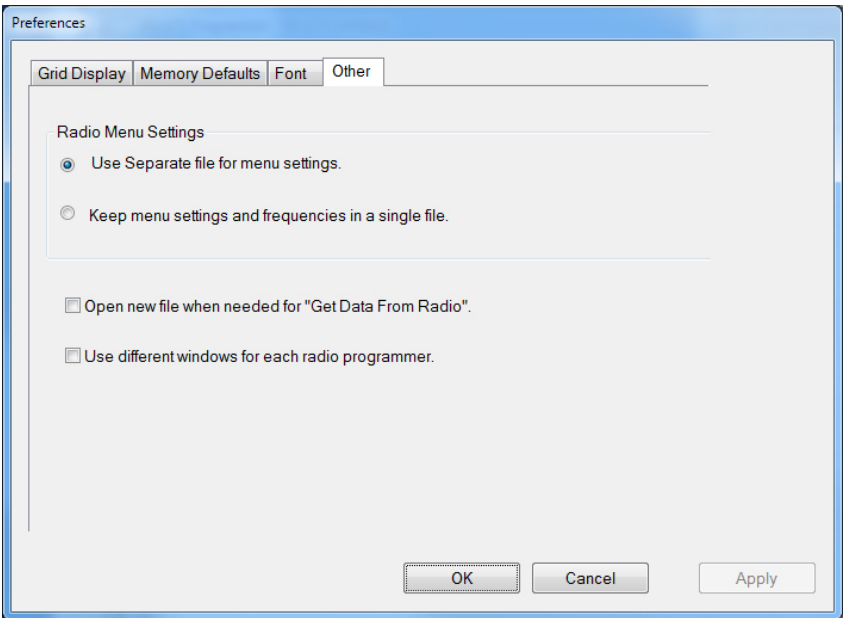 Preferences
Grid Display Memory Defaults Font Other
Radio Menu Settings
Use Separate file for menu settings.
Keep menu settings and frequencies in a single file.
Open new file when needed for "Get Data From Radio".
Use different windows for each radio programmer.
OK Cancel Apply